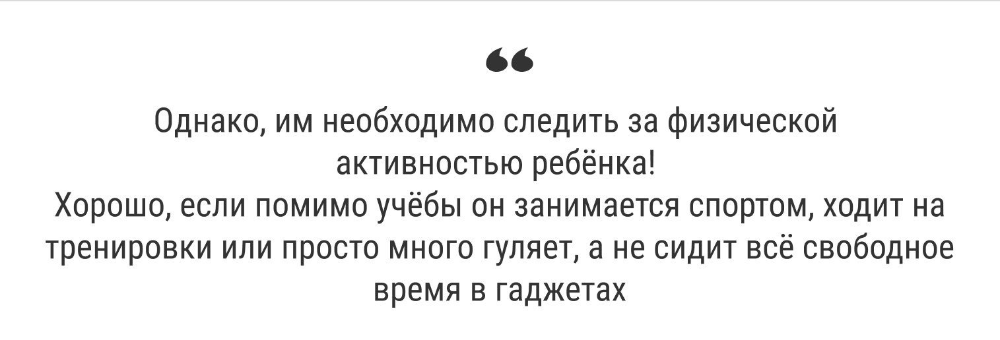 “
Однако, им необходимо следить за физической
активностью ребёнка!
Хорошо, если помимо учёбы он занимается спортом, ходит на
тренировки или просто много гуляет, а не сидит всё свободное
время в гаджетах